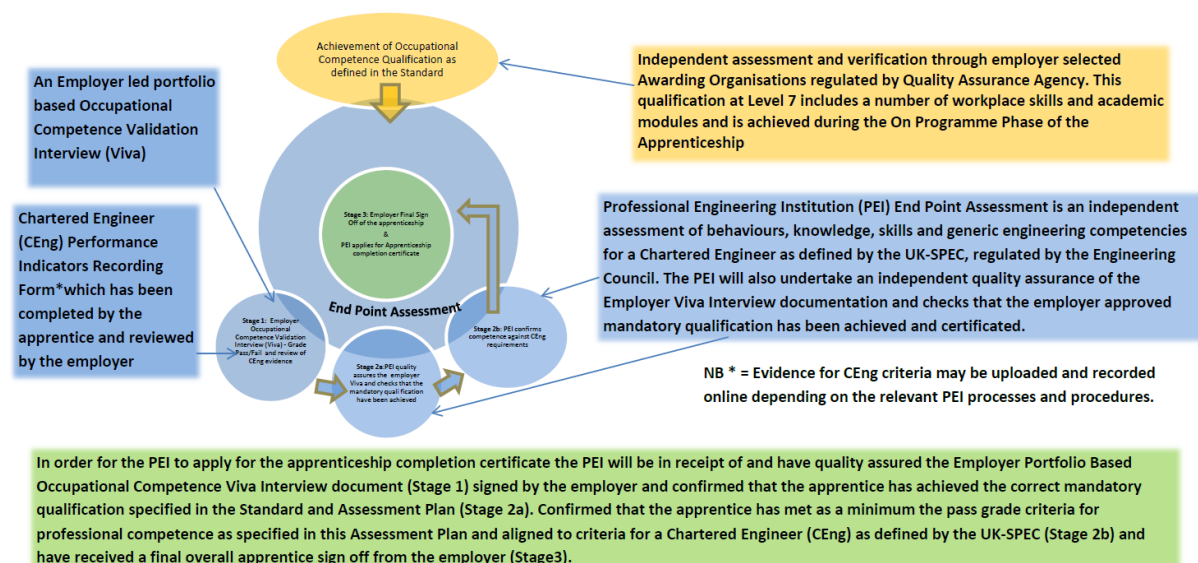 Achievement of Occupational
Competence Qualification as
defined in the Standard
An Employer led portfolio
based Occupational
Competence Validation
Interview (Viva)
Independent assessment and verification through employer selected
Awarding Organisations regulated by Quality Assurance Agency. This
qualification at Level 7 includes a number of workplace skills and academic
modules and is achieved during the On Programme Phase of the
Apprenticeship
Chartered Engineer
(CEng) Performance
Indicators Recording
Form*which has been
completed by the
apprentice and reviewed
by the employer
Stage 3: Employer Final Sign
Off of the apprenticeship
&
PEI applies for Apprenticeship
completion certificate
Professional Engineering Institution (PEI) End Point Assessment is an independent
assessment of behaviours, knowledge, skills and generic engineering competencies
for a Chartered Engineer as defined by the UK-SPEC, regulated by the Engineering
Council. The PEI will also undertake an independent quality assurance of the
Employer Viva Interview documentation and checks that the employer approved
mandatory qualification has been achieved and certificated.
End Point Assessment
Stage 1: Employer
Occupational
Competence Validation
Interview (Viva) - Grade
Pass/Fail and review of
CEng evidence
Stage 2a:PEI quality
assures the employer
Viva and checks that the
mandatory qualification
have been achieved
Stage 2b: PEI confirms
competence against CEng
requirements
NB * = Evidence for CEng criteria may be uploaded and recorded
online depending on the relevant PEI processes and procedures.
In order for the PEI to apply for the apprenticeship completion certificate the PEI will be in receipt of and have quality assured the Employer Portfolio Based
Occupational Competence Viva Interview document (Stage 1) signed by the employer and confirmed that the apprentice has achieved the correct mandatory
qualification specified in the Standard and Assessment Plan (Stage 2a). Confirmed that the apprentice has met as a minimum the pass grade criteria for
professional competence as specified in this Assessment Plan and aligned to criteria for a Chartered Engineer (CEng) as defined by the UK-SPEC (Stage 2b) and
have received a final overall apprentice sign off from the employer (Stage3).